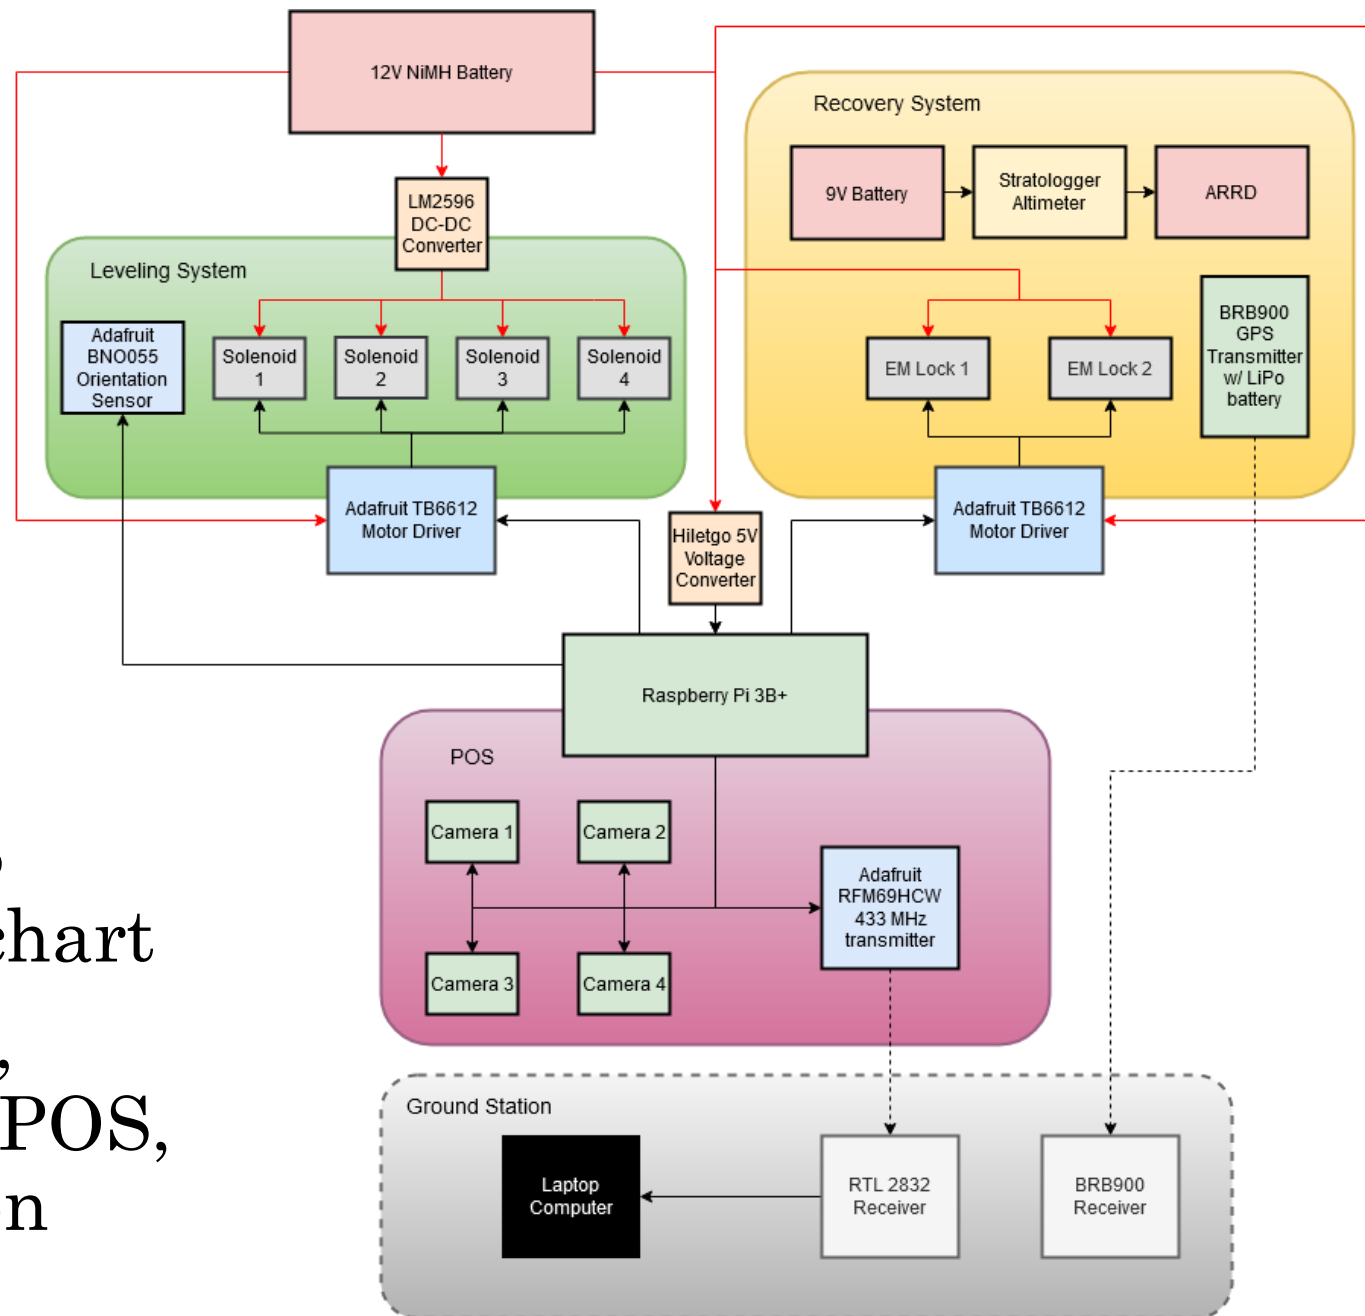 12V NiMH Battery
Recovery System
9V Battery
Stratologger
Altimeter
ARRD
LM2596
DC-DC
Converter
Leveling System
Adafruit
BNO055
Orientation
Sensor
Solenoid
1
Solenoid
2
Solenoid
3
Solenoid
4
EM Lock 1
EM Lock 2
BRB900
GPS
Transmitter
w/ LiPo
battery
Adafruit TB6612
Motor Driver
Hiletgo 5V
Voltage
Converter
Adafruit TB6612
Motor Driver
Raspberry Pi 3B+
POS
Camera 1
Camera 2
Camera 3
Camera 4
Adafruit
RFM69HCW
433 MHz
transmitter
chart
,
POS,
n
Ground Station
Laptop
Computer
RTL 2832
Receiver
BRB900
Receiver